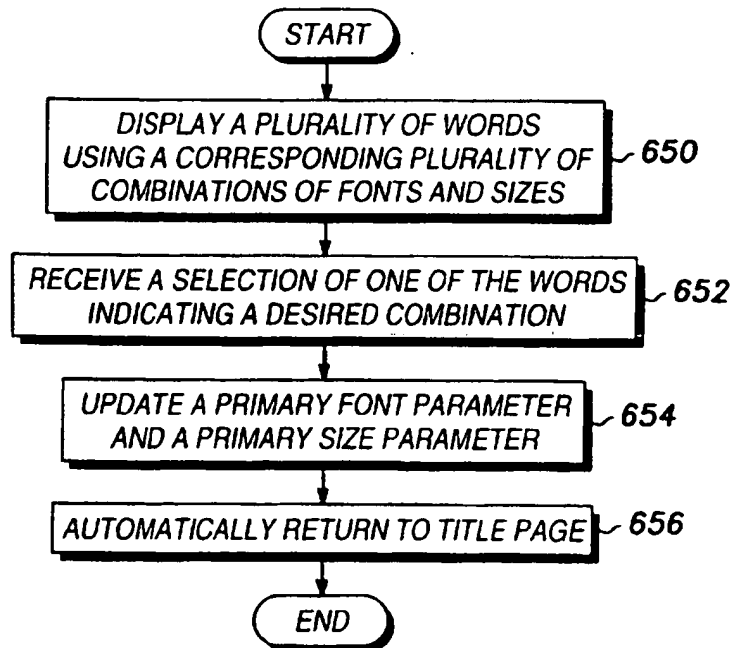 START
DISPLAY A PLURALITY OF WORDS
USING A CORRESPONDING PLURALITY OF
COMBINATIONS OF FONTS AND SIZES
650
RECEIVE A SELECTION OF ONE OF THE WORDS
INDICATING A DESIRED COMBINATION
652
UPDATE A PRIMARY FONT PARAMETER
AND A PRIMARY SIZE PARAMETER
654
AUTOMATICALLY RETURN TO TITLE PAGE
656
END